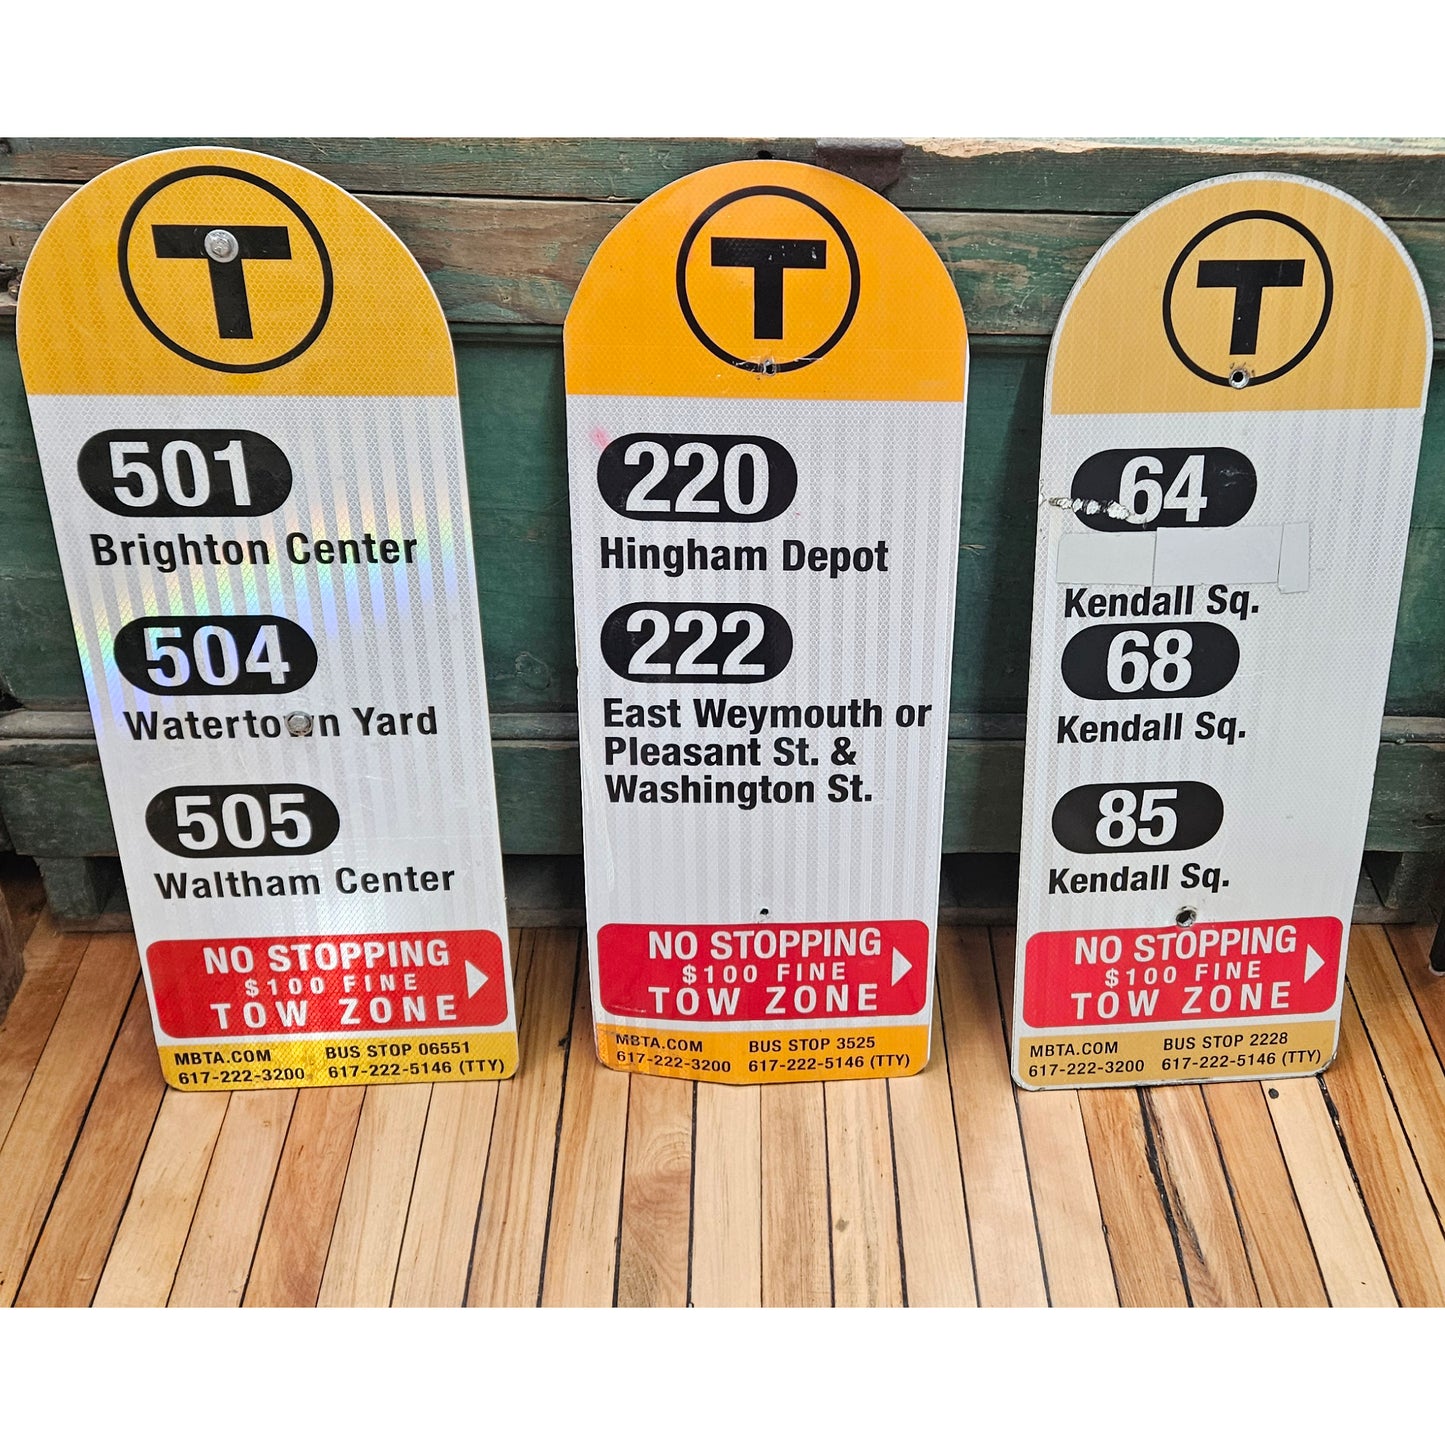 T
501
Brighton Center
504
Watertown Yard
505
Waltham Center
NO STOPPING
$100 FINE
TOW ZONE
MBTA.COM BUS STOP 06551
617-222-3200 617-222-5146 (TTY)
T
220
Hingham Depot
222
East Weymouth or
Pleasant St. &
Washington St.
NO STOPPING
$100 FINE
TOW ZONE
MBTA.COM BUS STOP 3525
617-222-3200 617-222-5146 (TTY)
T
64
Kendall Sq.
68
Kendall Sq.
85
Kendall Sq.
NO STOPPING
$100 FINE
TOW ZONE
MBTA.COM BUS STOP 2228
617-222-3200 617-222-5146 (TTY)